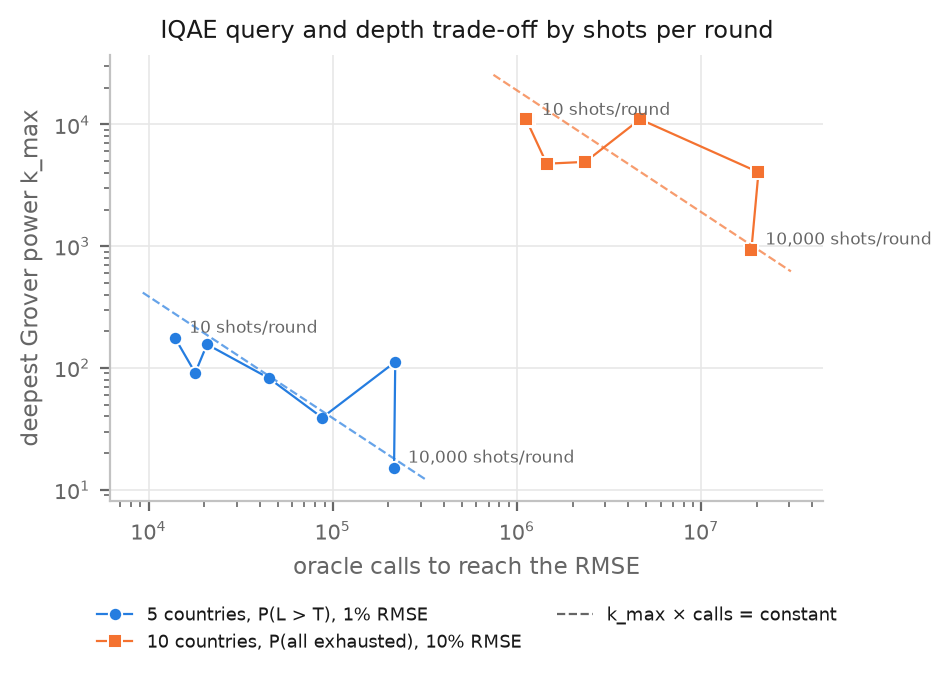 IQAE query and depth trade-off by shots per round
deepest Grover power k_max
10⁴
10³
10²
10¹
10 shots/round
10,000 shots/round
10 shots/round
10,000 shots/round
10⁴ 10⁵ 10⁶ 10⁷
oracle calls to reach the RMSE
5 countries, P(L > T), 1% RMSE
10 countries, P(all exhausted), 10% RMSE
k_max × calls = constant